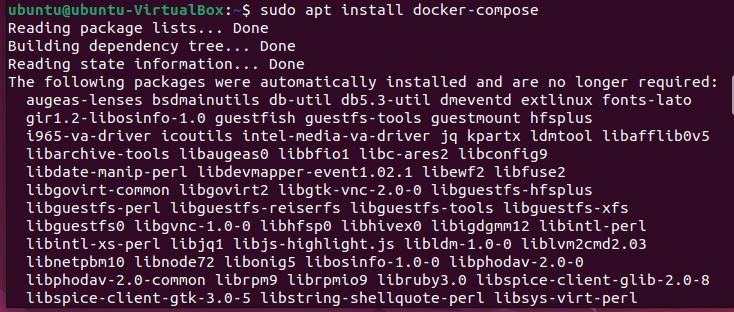 ubuntu@ubuntu-VirtualBox:~$ sudo apt install docker-compose
Reading package lists... Done
Building dependency tree... Done
Reading state information... Done
The following packages were automatically installed and are no longer required:
  augeas-lenses bsdmainutils db-util db5.3-util dmeventd extlinux fonts-lato
  gir1.2-libosinfo-1.0 guestfish guestfs-tools guestmount hfsplus
  i965-va-driver icoutils intel-media-va-driver jq kpartx ldmtool libafflib0v5
  libarchive-tools libaugeas0 libbfio1 libc-ares2 libconfig9
  libdate-manip-perl libdevmapper-event1.02.1 libewf2 libfuse2
  libgovirt-common libgovirt2 libgtk-vnc-2.0-0 libguestfs-hfsplus
  libguestfs-perl libguestfs-reiserfs libguestfs-tools libguestfs-xfs
  libguestfs0 libgvnc-1.0-0 libhfsp0 libhivex0 libigdgmm12 libintl-perl
  libintl-xs-perl libjq1 libjs-highlight.js libldm-1.0-0 liblvm2cmd2.03
  libnetpbm10 libnode72 libonig5 libosinfo-1.0-0 libphodav-2.0-0
  libphodav-2.0-common librpm9 librpmio9 libruby3.0 libspice-client-glib-2.0-8
  libspice-client-gtk-3.0-5 libstring-shellquote-perl libsys-virt-perl